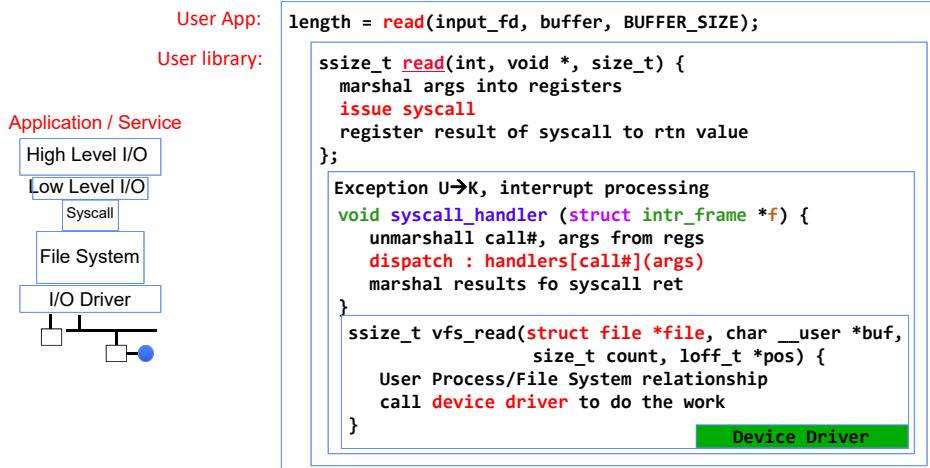 User App:
length = read(input_fd, buffer, BUFFER_SIZE);
User library:
ssize_t read(int, void *, size_t) {
marshal args into registers
issue syscall
register result of syscall to rtn value
};
Application / Service
High Level I/O
Low Level I/O
Syscall
File System
I/O Driver
Exception U→K, interrupt processing
void syscall_handler (struct intr_frame *f) {
unmarshall call#, args from regs
dispatch : handlers[call#](args)
marshal results fo syscall ret
}
ssize_t vfs_read(struct file *file, char __user *buf,
size_t count, loff_t *pos) {
User Process/File System relationship
call device driver to do the work
}
Device Driver